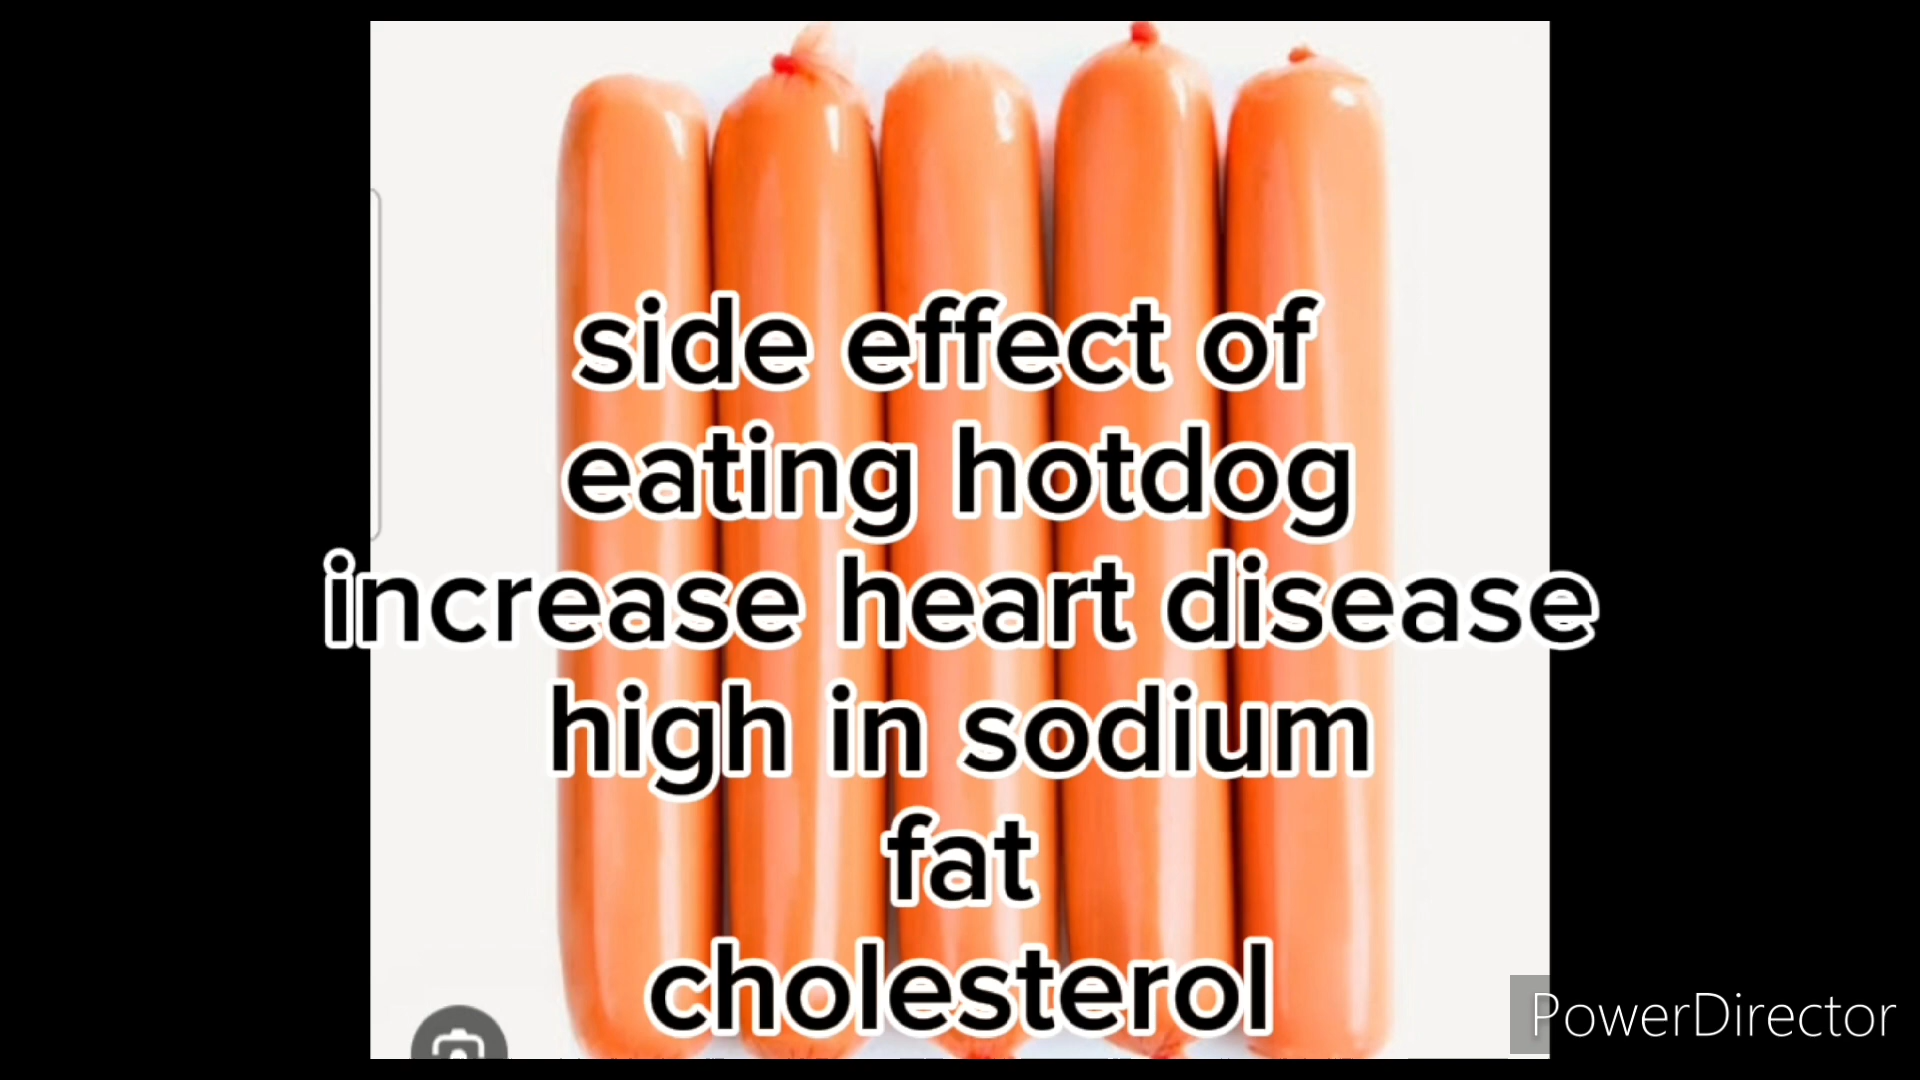 side effect of
eating hotdog
increase heart disease
high in sodium
fat
cholesterol
PowerDirector